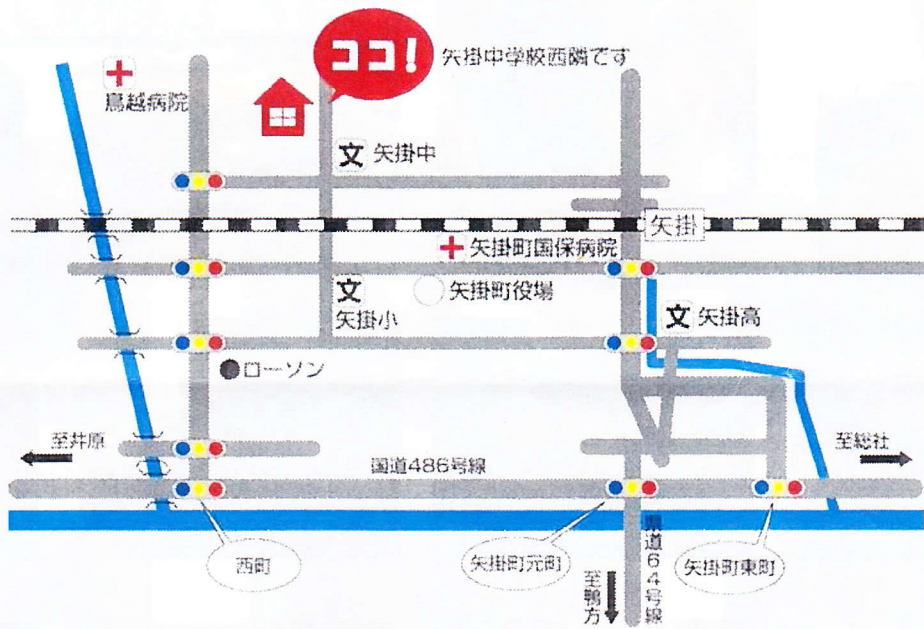 ココ!
矢掛中学校西隣です
鳥越病院
文 矢掛中
矢掛
矢掛町国保病院
文
矢掛小
矢掛町役場
文 矢掛高
ローソン
至井原
国道486号線
至総社
西町
矢掛町元町
矢掛町東町
県道64号線
至鴨方